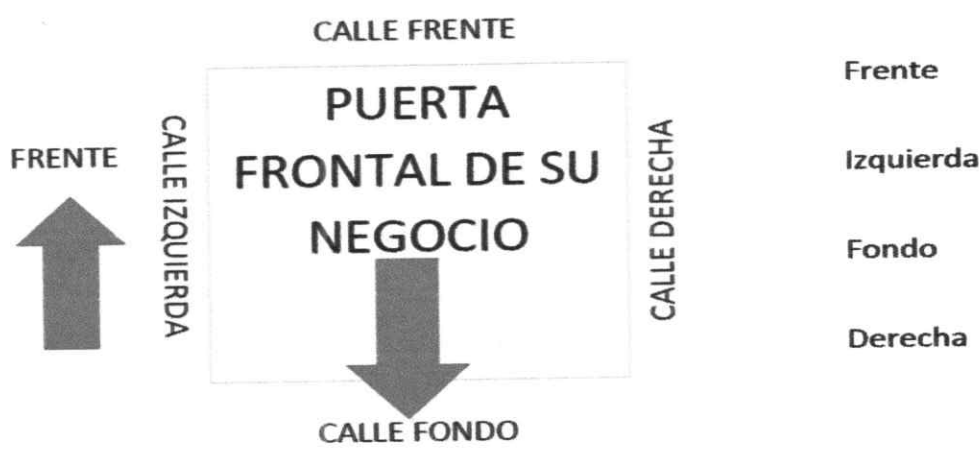 CALLE FRENTE
PUERTA
FRONTAL DE SU
NEGOCIO
FRENTE
CALLE IZQUIERDA
CALLE DERECHA
CALLE FONDO
Frente
Izquierda
Fondo
Derecha